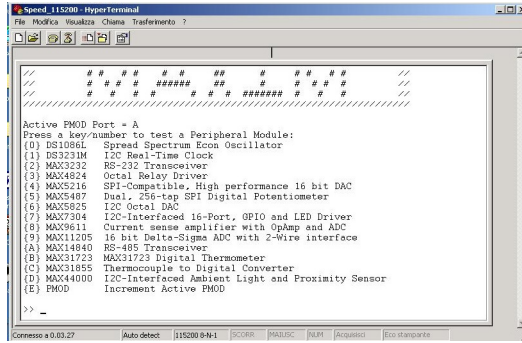 Speed_115200 - HyperTerminal
File Modifica Visualizza Chiama Trasferimento ?
Active PMOD Port = A
Press a key/number to test a Peripheral Module:
{0} DS1086L Spread Spectrum Econ Oscillator
{1} DS3231M I2C Real-Time Clock
{2} MAX3232 RS-232 Transceiver
{3} MAX4824 Octal Relay Driver
{4} MAX5216 SPI-Compatible, High performance 16 bit DAC
{5} MAX5487 Dual, 256-tap SPI Digital Potentiometer
{6} MAX5825 I2C Octal DAC
{7} MAX7304 I2C-Interfaced 16-Port, GPIO and LED Driver
{8} MAX9611 Current sense amplifier with OpAmp and ADC
{9} MAX11205 16 bit Delta-Sigma ADC with 2-Wire interface
{A} MAX14840 RS-485 Transceiver
{B} MAX31723 MAX31723 Digital Thermometer
{C} MAX31855 Thermocouple to Digital Converter
{D} MAX44000 I2C-Interfaced Ambient Light and Proximity Sensor
{E} PMOD Increment Active PMOD
>> _
Connesso a 0.03.27 Auto detect 115200 8-N-1 SCORR MAIUSC NUM Acquisisci Eco stampante